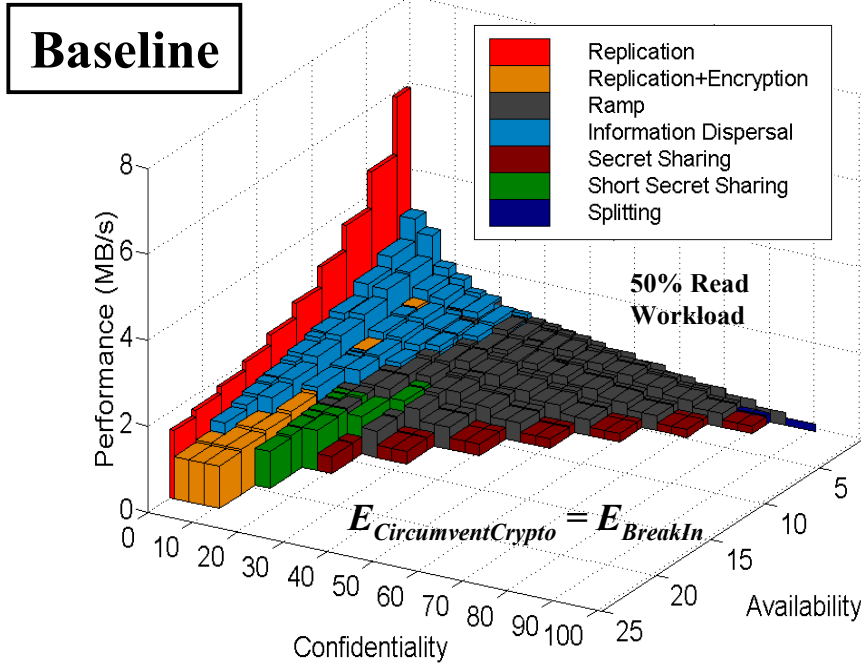 Baseline
Replication
Replication+Encryption
Ramp
Information Dispersal
Secret Sharing
Short Secret Sharing
Splitting
50% Read
Workload
Performance (MB/s)
8
6
4
2
0
E_CircumventCrypto = E_BreakIn
0
10
20
30
40
50
60
70
80
90
100
Confidentiality
5
10
15
20
25
Availability